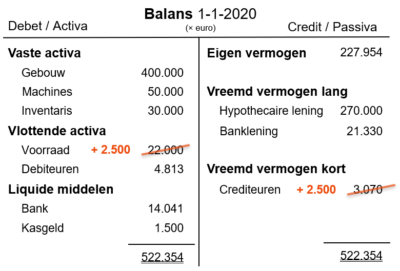 Balans 1-1-2020
Debet / Activa (× euro) Credit / Passiva
Vaste activa
Gebouw 400.000
Machines 50.000
Inventaris 30.000
Vlottende activa
Voorraad + 2.500 22.000
Debiteuren 4.813
Liquide middelen
Bank 14.041
Kasgeld 1.500
522.354
Eigen vermogen 227.954
Vreemd vermogen lang
Hypothecaire lening 270.000
Banklening 21.330
Vreemd vermogen kort
Crediteuren + 2.500 3.070
522.354